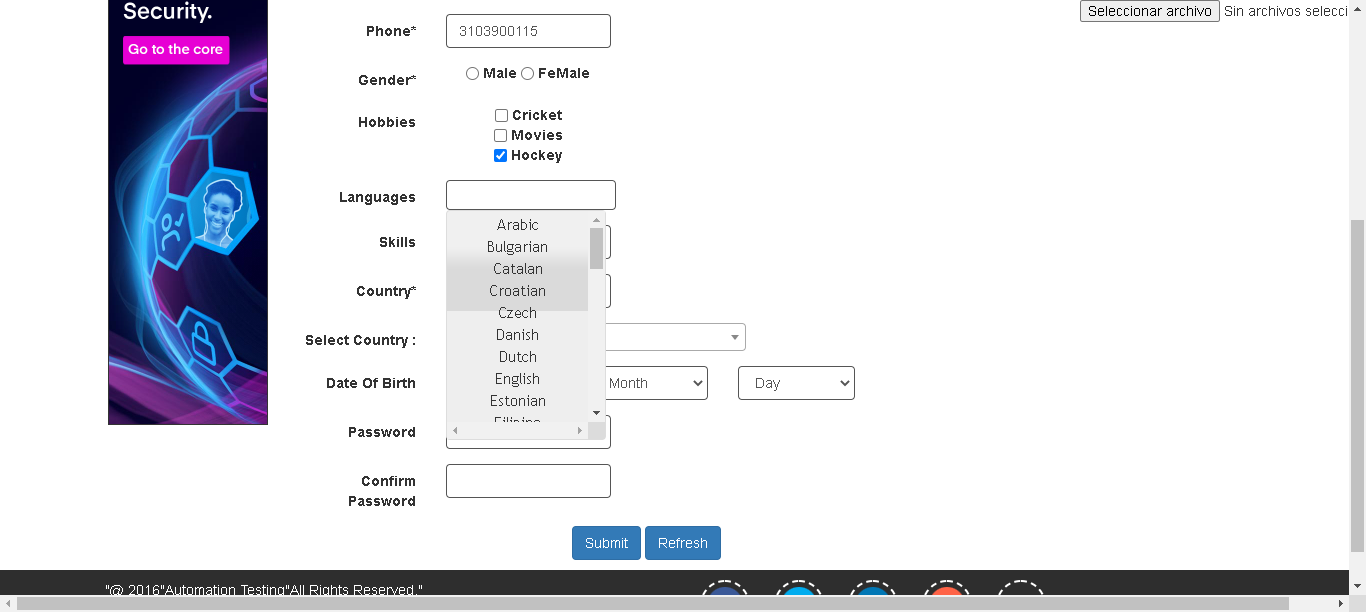 Security.
Go to the core
Seleccionar archivo Sin archivos selecci
Phone* 3103900115
Gender* Male FeMale
Hobbies Cricket
Movies
Hockey
Languages
Arabic
Bulgarian
Skills
Catalan
Country* Croatian
Czech
Select Country : Danish
Dutch
Date Of Birth English Month Day
Estonian
Filipino
Password
Confirm
Password
Submit Refresh
"@ 2016"Automation Testing"All Rights Reserved."